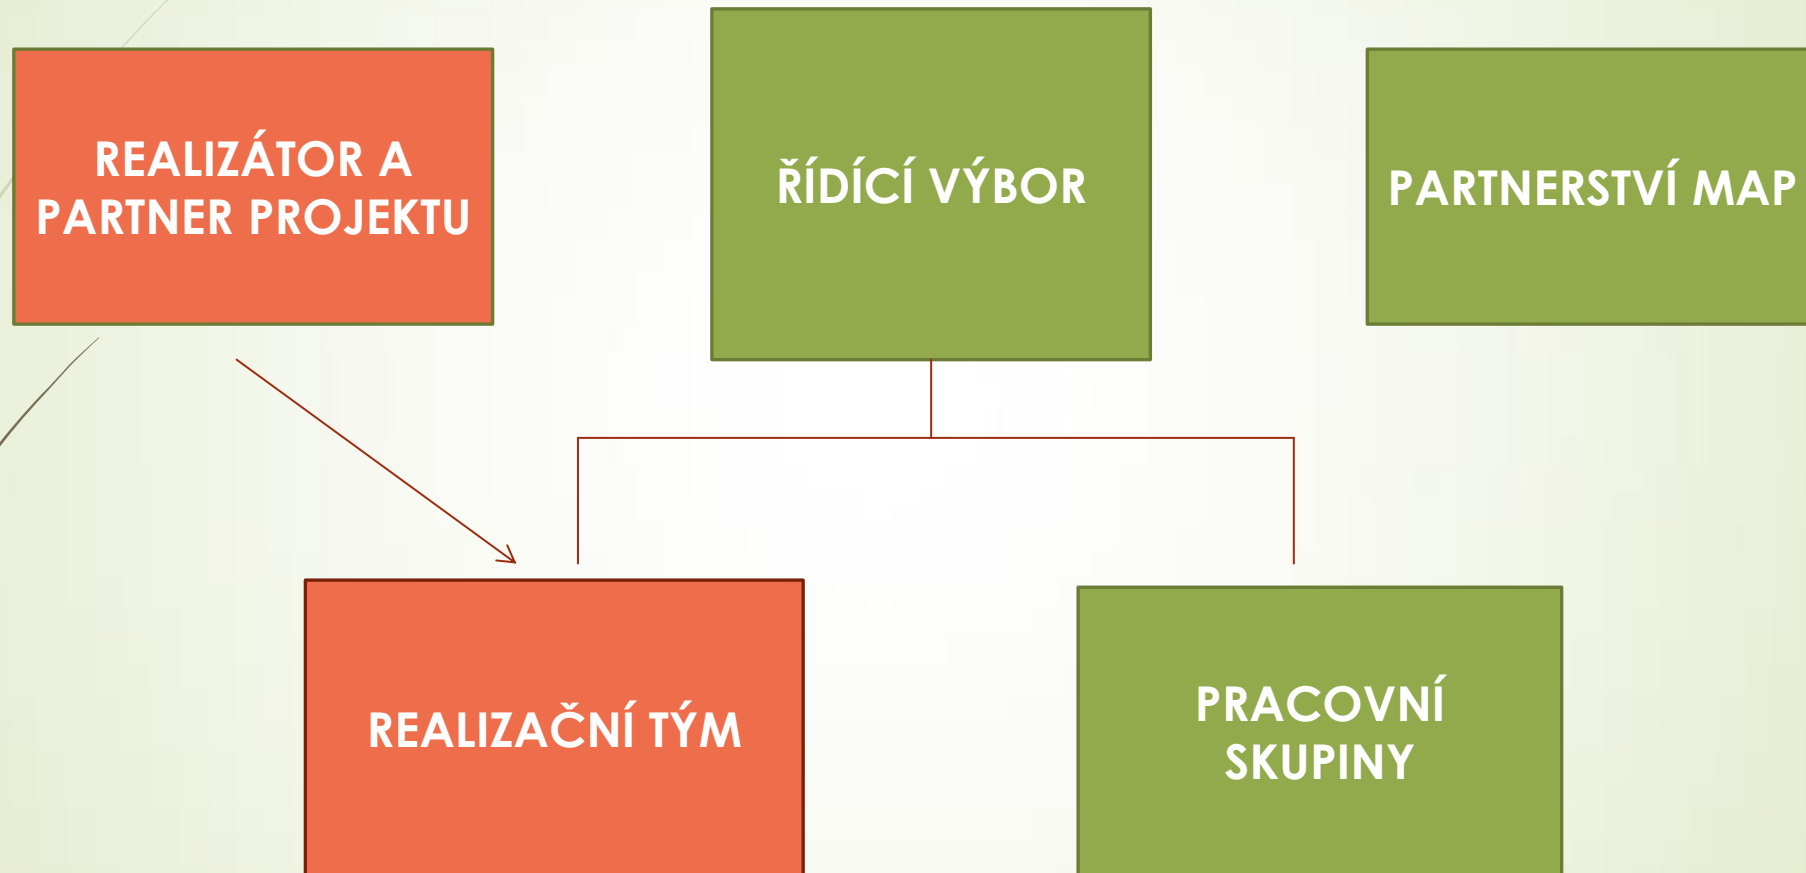 REALIZÁTOR A
PARTNER PROJEKTU
ŘÍDÍCÍ VÝBOR
PARTNERSTVÍ MAP
REALIZAČNÍ TÝM
PRACOVNÍ
SKUPINY